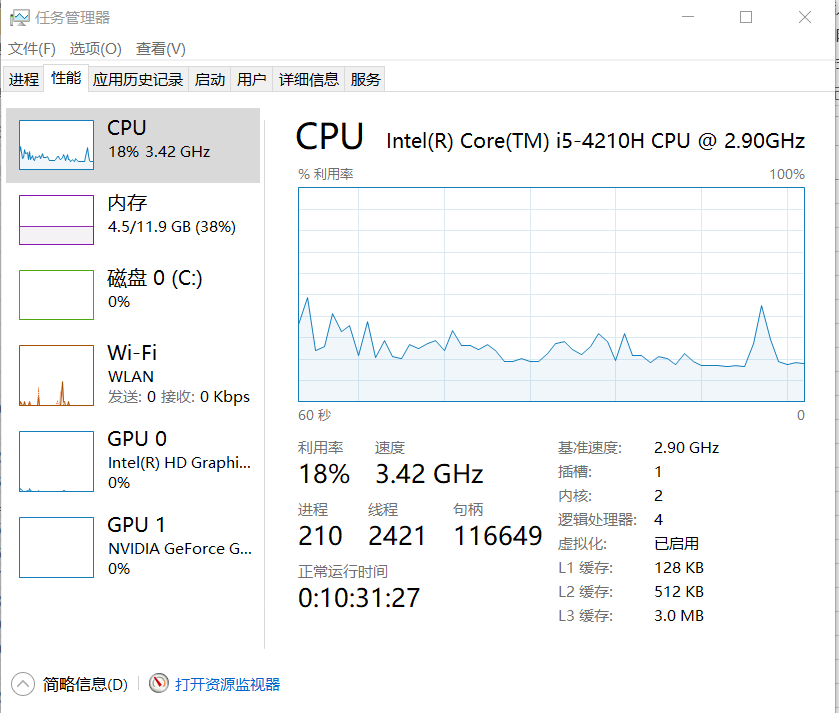 任务管理器
文件(F) 选项(O) 查看(V)
进程 性能 应用历史记录 启动 用户 详细信息 服务
CPU
18% 3.42 GHz
内存
4.5/11.9 GB (38%)
磁盘 0 (C:)
0%
Wi-Fi
WLAN
发送: 0 接收: 0 Kbps
GPU 0
Intel(R) HD Graphi...
0%
GPU 1
NVIDIA GeForce G...
0%
CPU Intel(R) Core(TM) i5-4210H CPU @ 2.90GHz
% 利用率 100%
60 秒 0
利用率 速度
18% 3.42 GHz
进程 线程 句柄
210 2421 116649
正常运行时间
0:10:31:27
基准速度: 2.90 GHz
插槽: 1
内核: 2
逻辑处理器: 4
虚拟化: 已启用
L1 缓存: 128 KB
L2 缓存: 512 KB
L3 缓存: 3.0 MB
简略信息(D) 打开资源监视器